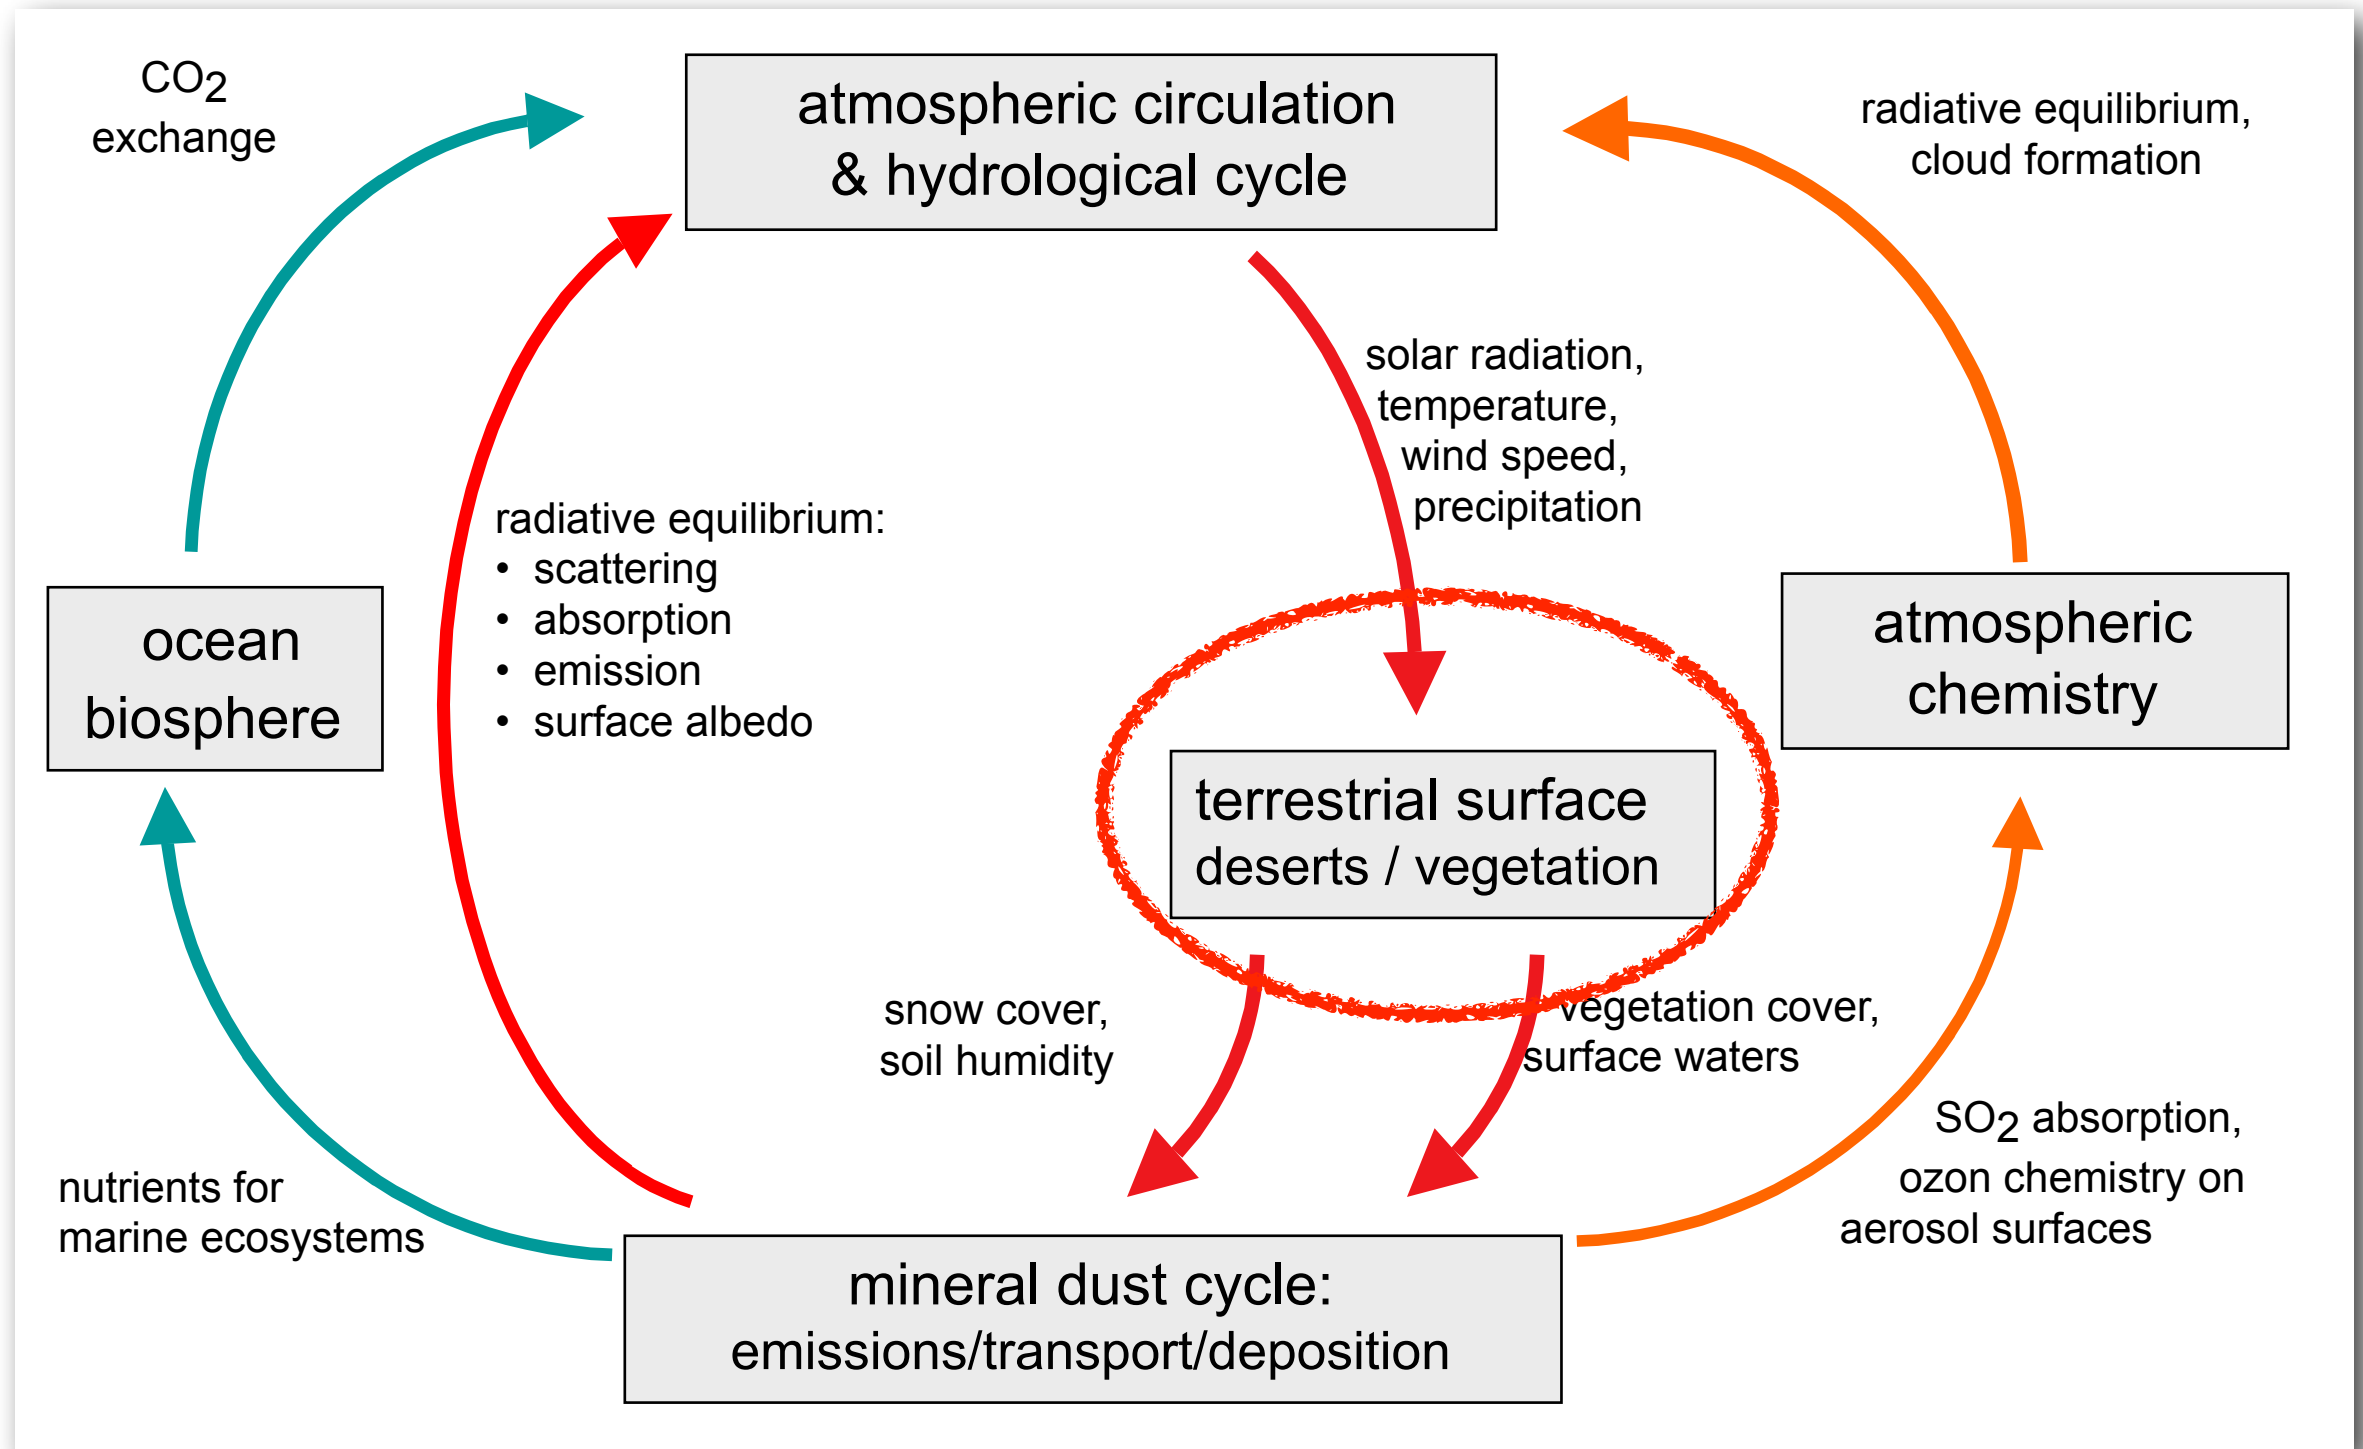 CO2
exchange
atmospheric circulation
& hydrological cycle
radiative equilibrium,
cloud formation
solar radiation,
temperature,
wind speed,
precipitation
radiative equilibrium:
• scattering
• absorption
• emission
• surface albedo
ocean
biosphere
atmospheric
chemistry
terrestrial surface
deserts / vegetation
snow cover,
soil humidity
vegetation cover,
surface waters
SO2 absorption,
ozon chemistry on
aerosol surfaces
nutrients for
marine ecosystems
mineral dust cycle:
emissions/transport/deposition